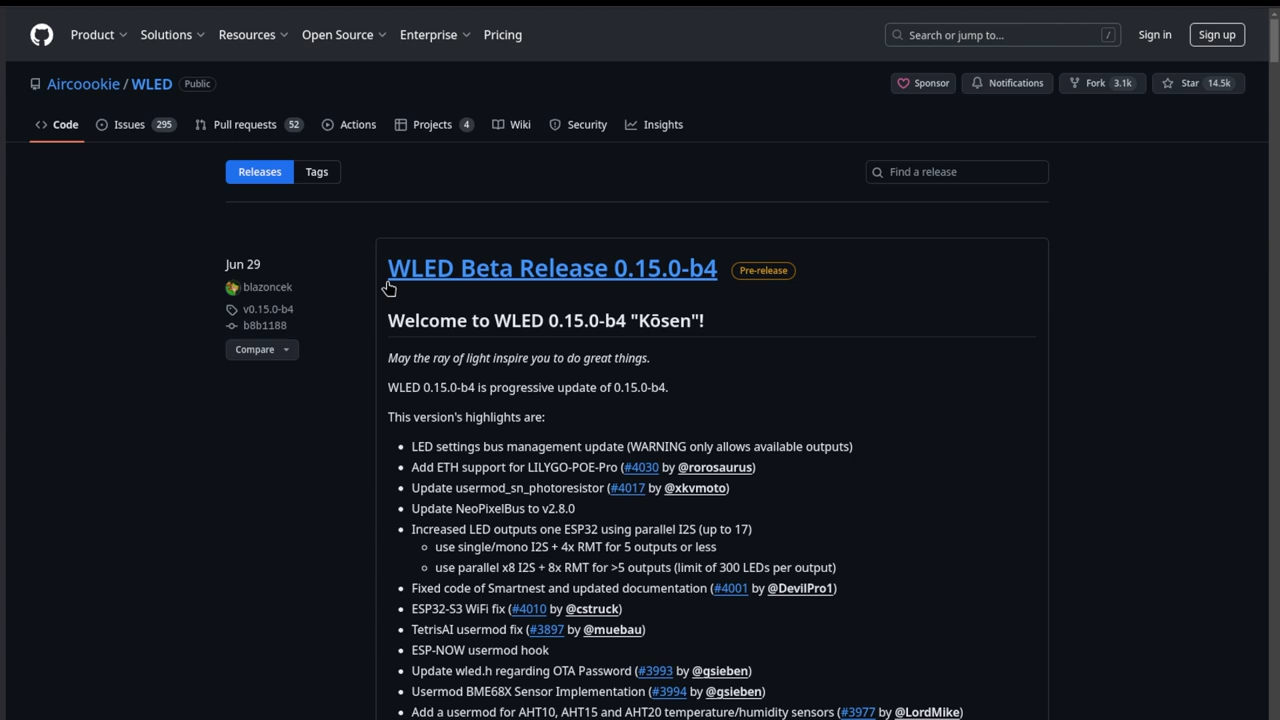 Product Solutions Resources Open Source Enterprise Pricing Search or jump to... / Sign in Sign up
Aircoookie / WLED Public Sponsor Notifications Fork 3.1k Star 14.5k
Code Issues 295 Pull requests 52 Actions Projects 4 Wiki Security Insights
Releases Tags Find a release
Jun 29
blazoncek
v0.15.0-b4
b8b1188
Compare
WLED Beta Release 0.15.0-b4 Pre-release
Welcome to WLED 0.15.0-b4 "Kōsen"!
May the ray of light inspire you to do great things.
WLED 0.15.0-b4 is progressive update of 0.15.0-b4.
This version's highlights are:
LED settings bus management update (WARNING only allows available outputs)
Add ETH support for LILYGO-POE-Pro (#4030 by @rorosaurus)
Update usermod_sn_photoresistor (#4017 by @xkvmoto)
Update NeoPixelBus to v2.8.0
Increased LED outputs one ESP32 using parallel I2S (up to 17)
use single/mono I2S + 4x RMT for 5 outputs or less
use parallel x8 I2S + 8x RMT for >5 outputs (limit of 300 LEDs per output)
Fixed code of Smartnest and updated documentation (#4001 by @DevilPro1)
ESP32-S3 WiFi fix (#4010 by @cstruck)
TetrisAI usermod fix (#3897 by @muebau)
ESP-NOW usermod hook
Update wled.h regarding OTA Password (#3993 by @gsieben)
Usermod BME68X Sensor Implementation (#3994 by @gsieben)
Add a usermod for AHT10, AHT15 and AHT20 temperature/humidity sensors (#3977 by @LordMike)